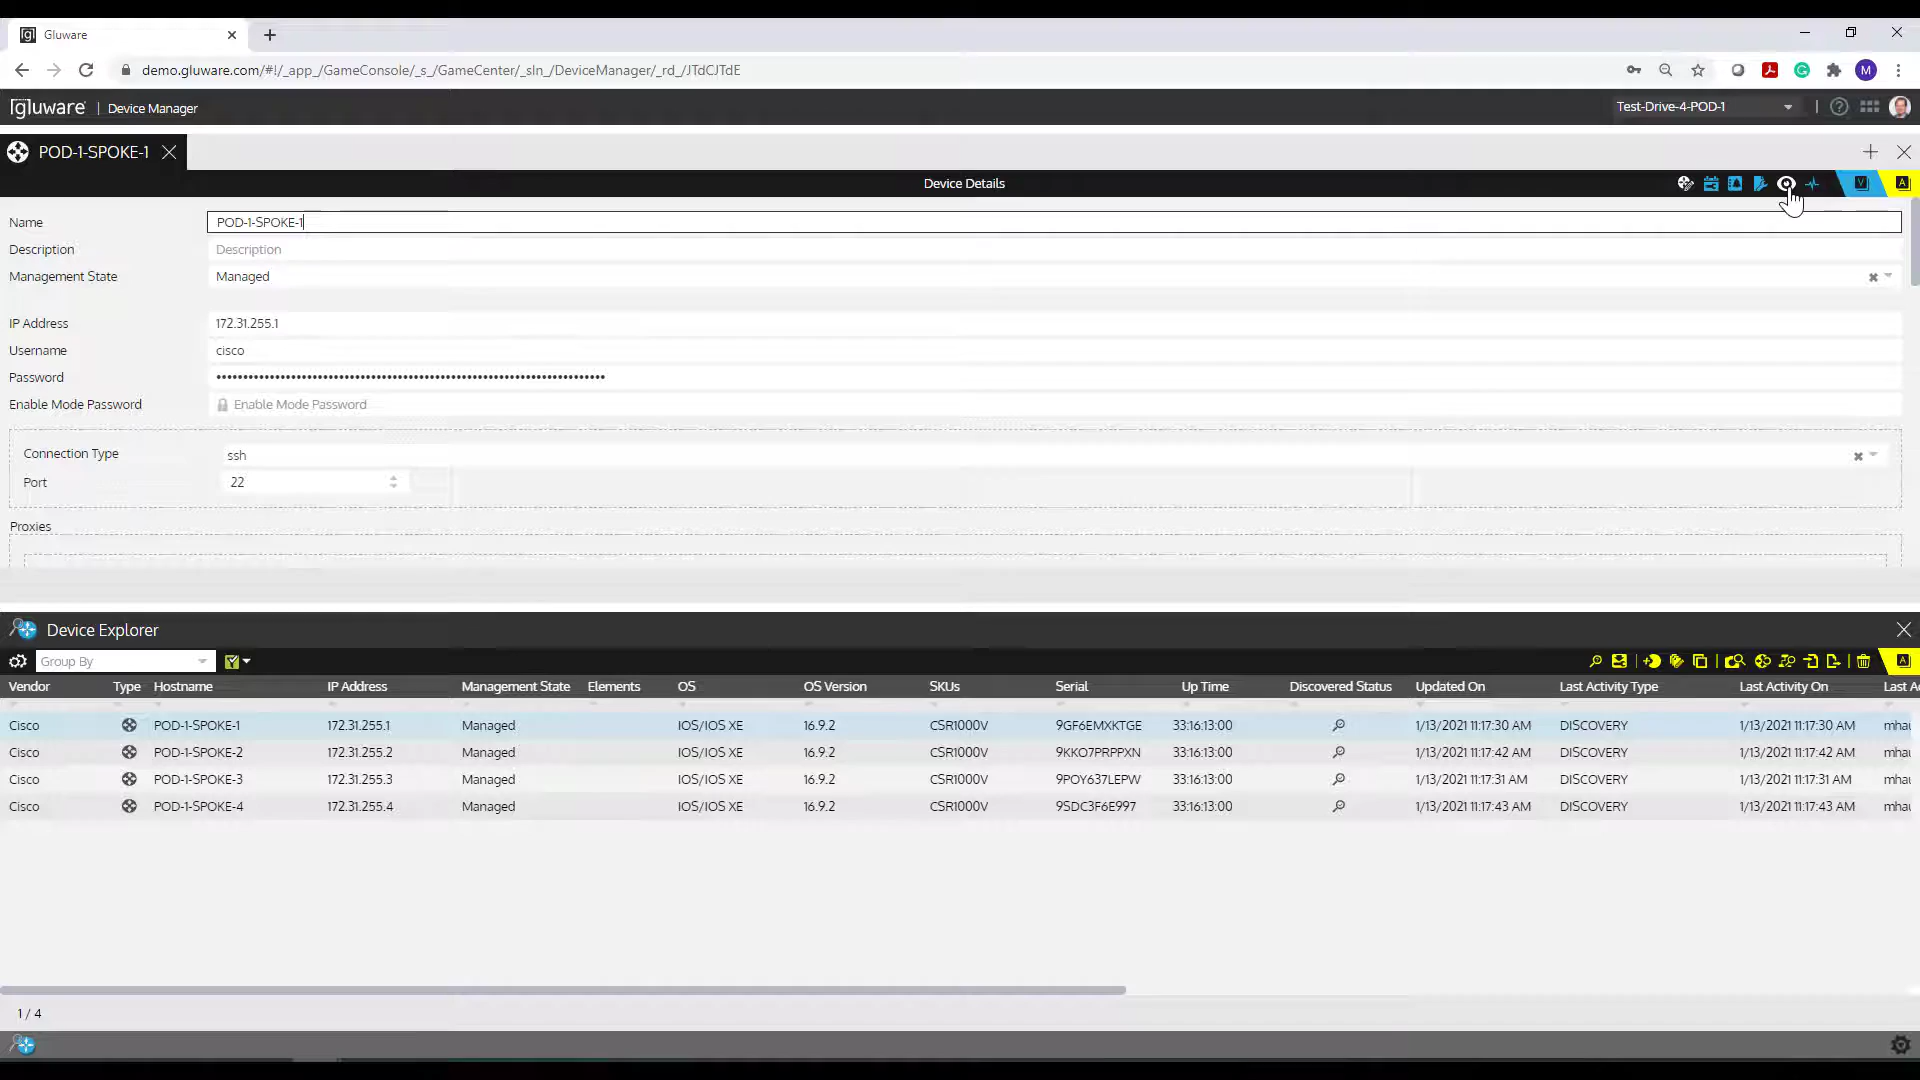 Gluware
demo.gluware.com/#!/_app_/GameConsole/_s_/GameCenter/_sln_/DeviceManager/_rd_/JTdCJTdE
M
[gluware | Device Manager
Test-Drive-4-POD-1
POD-1-SPOKE-1
Device Details
V
A
Name POD-1-SPOKE-1
Description Description
Management State Managed
IP Address 172.31.255.1
Username cisco
Password ••••••••
Enable Mode Password Enable Mode Password
Connection Type ssh
Port 22
Proxies
Device Explorer
Group By
A
Vendor Type Hostname IP Address Management State Elements OS OS Version SKUs Serial Up Time Discovered Status Updated On Last Activity Type Last Activity On Last A
Cisco POD-1-SPOKE-1 172.31.255.1 Managed IOS/IOS XE 16.9.2 CSR1000V 9GF6EMXKTGE 33:16:13:00 1/13/2021 11:17:30 AM DISCOVERY 1/13/2021 11:17:30 AM mhau
Cisco POD-1-SPOKE-2 172.31.255.2 Managed IOS/IOS XE 16.9.2 CSR1000V 9KKO7PRPPXN 33:16:13:00 1/13/2021 11:17:42 AM DISCOVERY 1/13/2021 11:17:42 AM mhau
Cisco POD-1-SPOKE-3 172.31.255.3 Managed IOS/IOS XE 16.9.2 CSR1000V 9POY637LEPW 33:16:13:00 1/13/2021 11:17:31 AM DISCOVERY 1/13/2021 11:17:31 AM mhau
Cisco POD-1-SPOKE-4 172.31.255.4 Managed IOS/IOS XE 16.9.2 CSR1000V 9SDC3F6E997 33:16:13:00 1/13/2021 11:17:43 AM DISCOVERY 1/13/2021 11:17:43 AM mhau
1 / 4